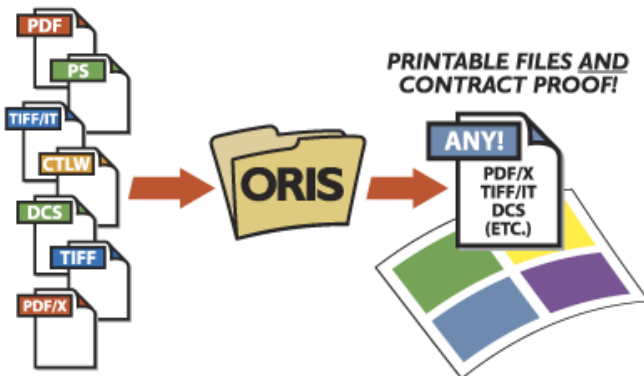 PDF
PS
TIFF/IT
CTLW
DCS
TIFF
PDF/X
ORIS
PRINTABLE FILES AND
CONTRACT PROOF!
ANY!
PDF/X
TIFF/IT
DCS
(ETC.)